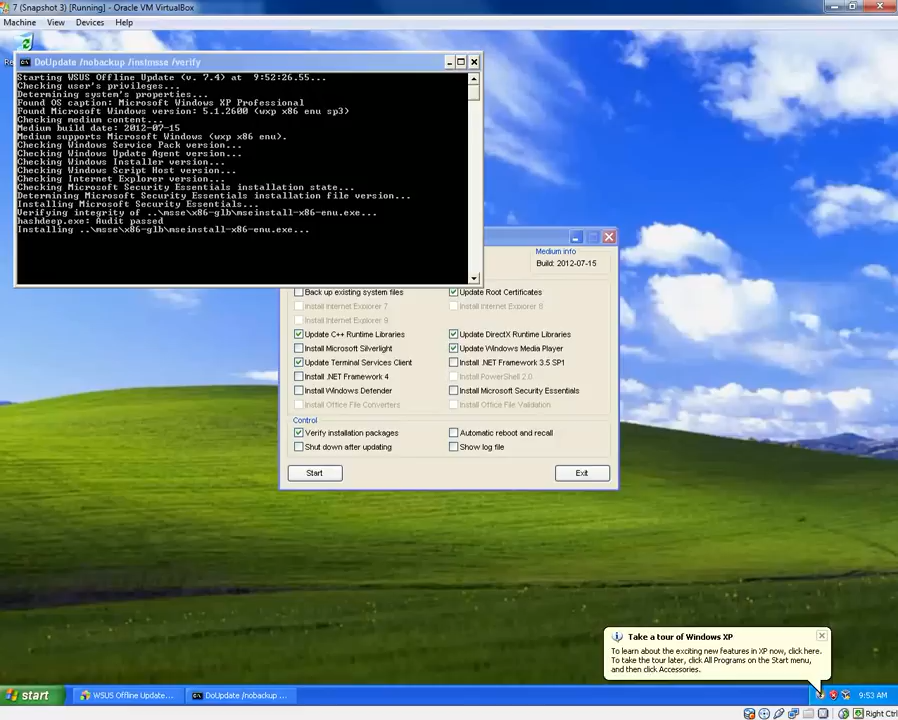 7 (Snapshot 3) [Running] - Oracle VM VirtualBox
Machine View Devices Help
DoUpdate /nobackup /instmsse /verify
Starting WSUS Offline Update (v. 7.4) at 9:52:26.55...
Checking user's privileges...
Determining system's properties...
Found OS caption: Microsoft Windows XP Professional
Found Microsoft Windows version: 5.1.2600 (wxp x86 enu sp3)
Checking medium content...
Medium build date: 2012-07-15
Medium supports Microsoft Windows (wxp x86 enu).
Checking Windows Service Pack version...
Checking Windows Update Agent version...
Checking Windows Installer version...
Checking Windows Script Host version...
Checking Internet Explorer version...
Checking Microsoft Security Essentials installation state...
Determining Microsoft Security Essentials installation file version...
Installing Microsoft Security Essentials...
Verifying integrity of ..\msse\x86-glb\mseinstall-x86-enu.exe...
hashdeep.exe: Audit passed
Installing ..\msse\x86-glb\mseinstall-x86-enu.exe...
Medium info
Build: 2012-07-15
Back up existing system files Update Root Certificates
Install Internet Explorer 7 Install Internet Explorer 8
Install Internet Explorer 9
Update C++ Runtime Libraries Update DirectX Runtime Libraries
Install Microsoft Silverlight Update Windows Media Player
Update Terminal Services Client Install .NET Framework 3.5 SP1
Install .NET Framework 4 Install PowerShell 2.0
Install Windows Defender Install Microsoft Security Essentials
Install Office File Converters Install Office File Validation
Control
Verify installation packages Automatic reboot and recall
Shut down after updating Show log file
Start Exit
Take a tour of Windows XP
To learn about the exciting new features in XP now, click here.
To take the tour later, click All Programs on the Start menu,
and then click Accessories.
start WSUS Offline Update... DoUpdate /nobackup ... 9:53 AM
Right Ctrl